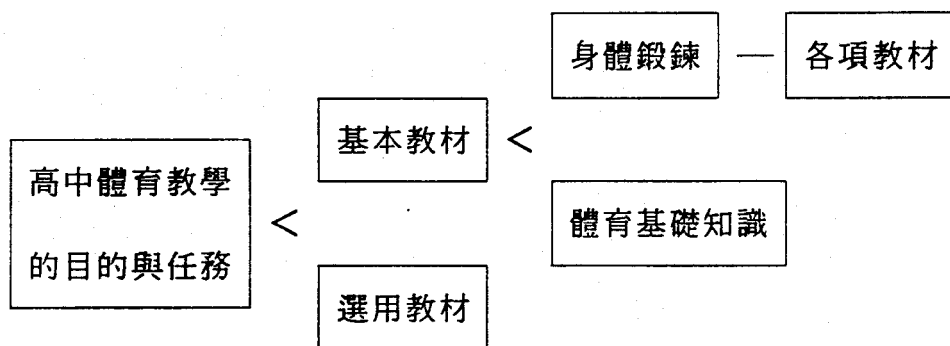 高中體育教學
的目的與任務
<
基本教材
選用教材
<
身體鍛鍊
體育基礎知識
—
各項教材